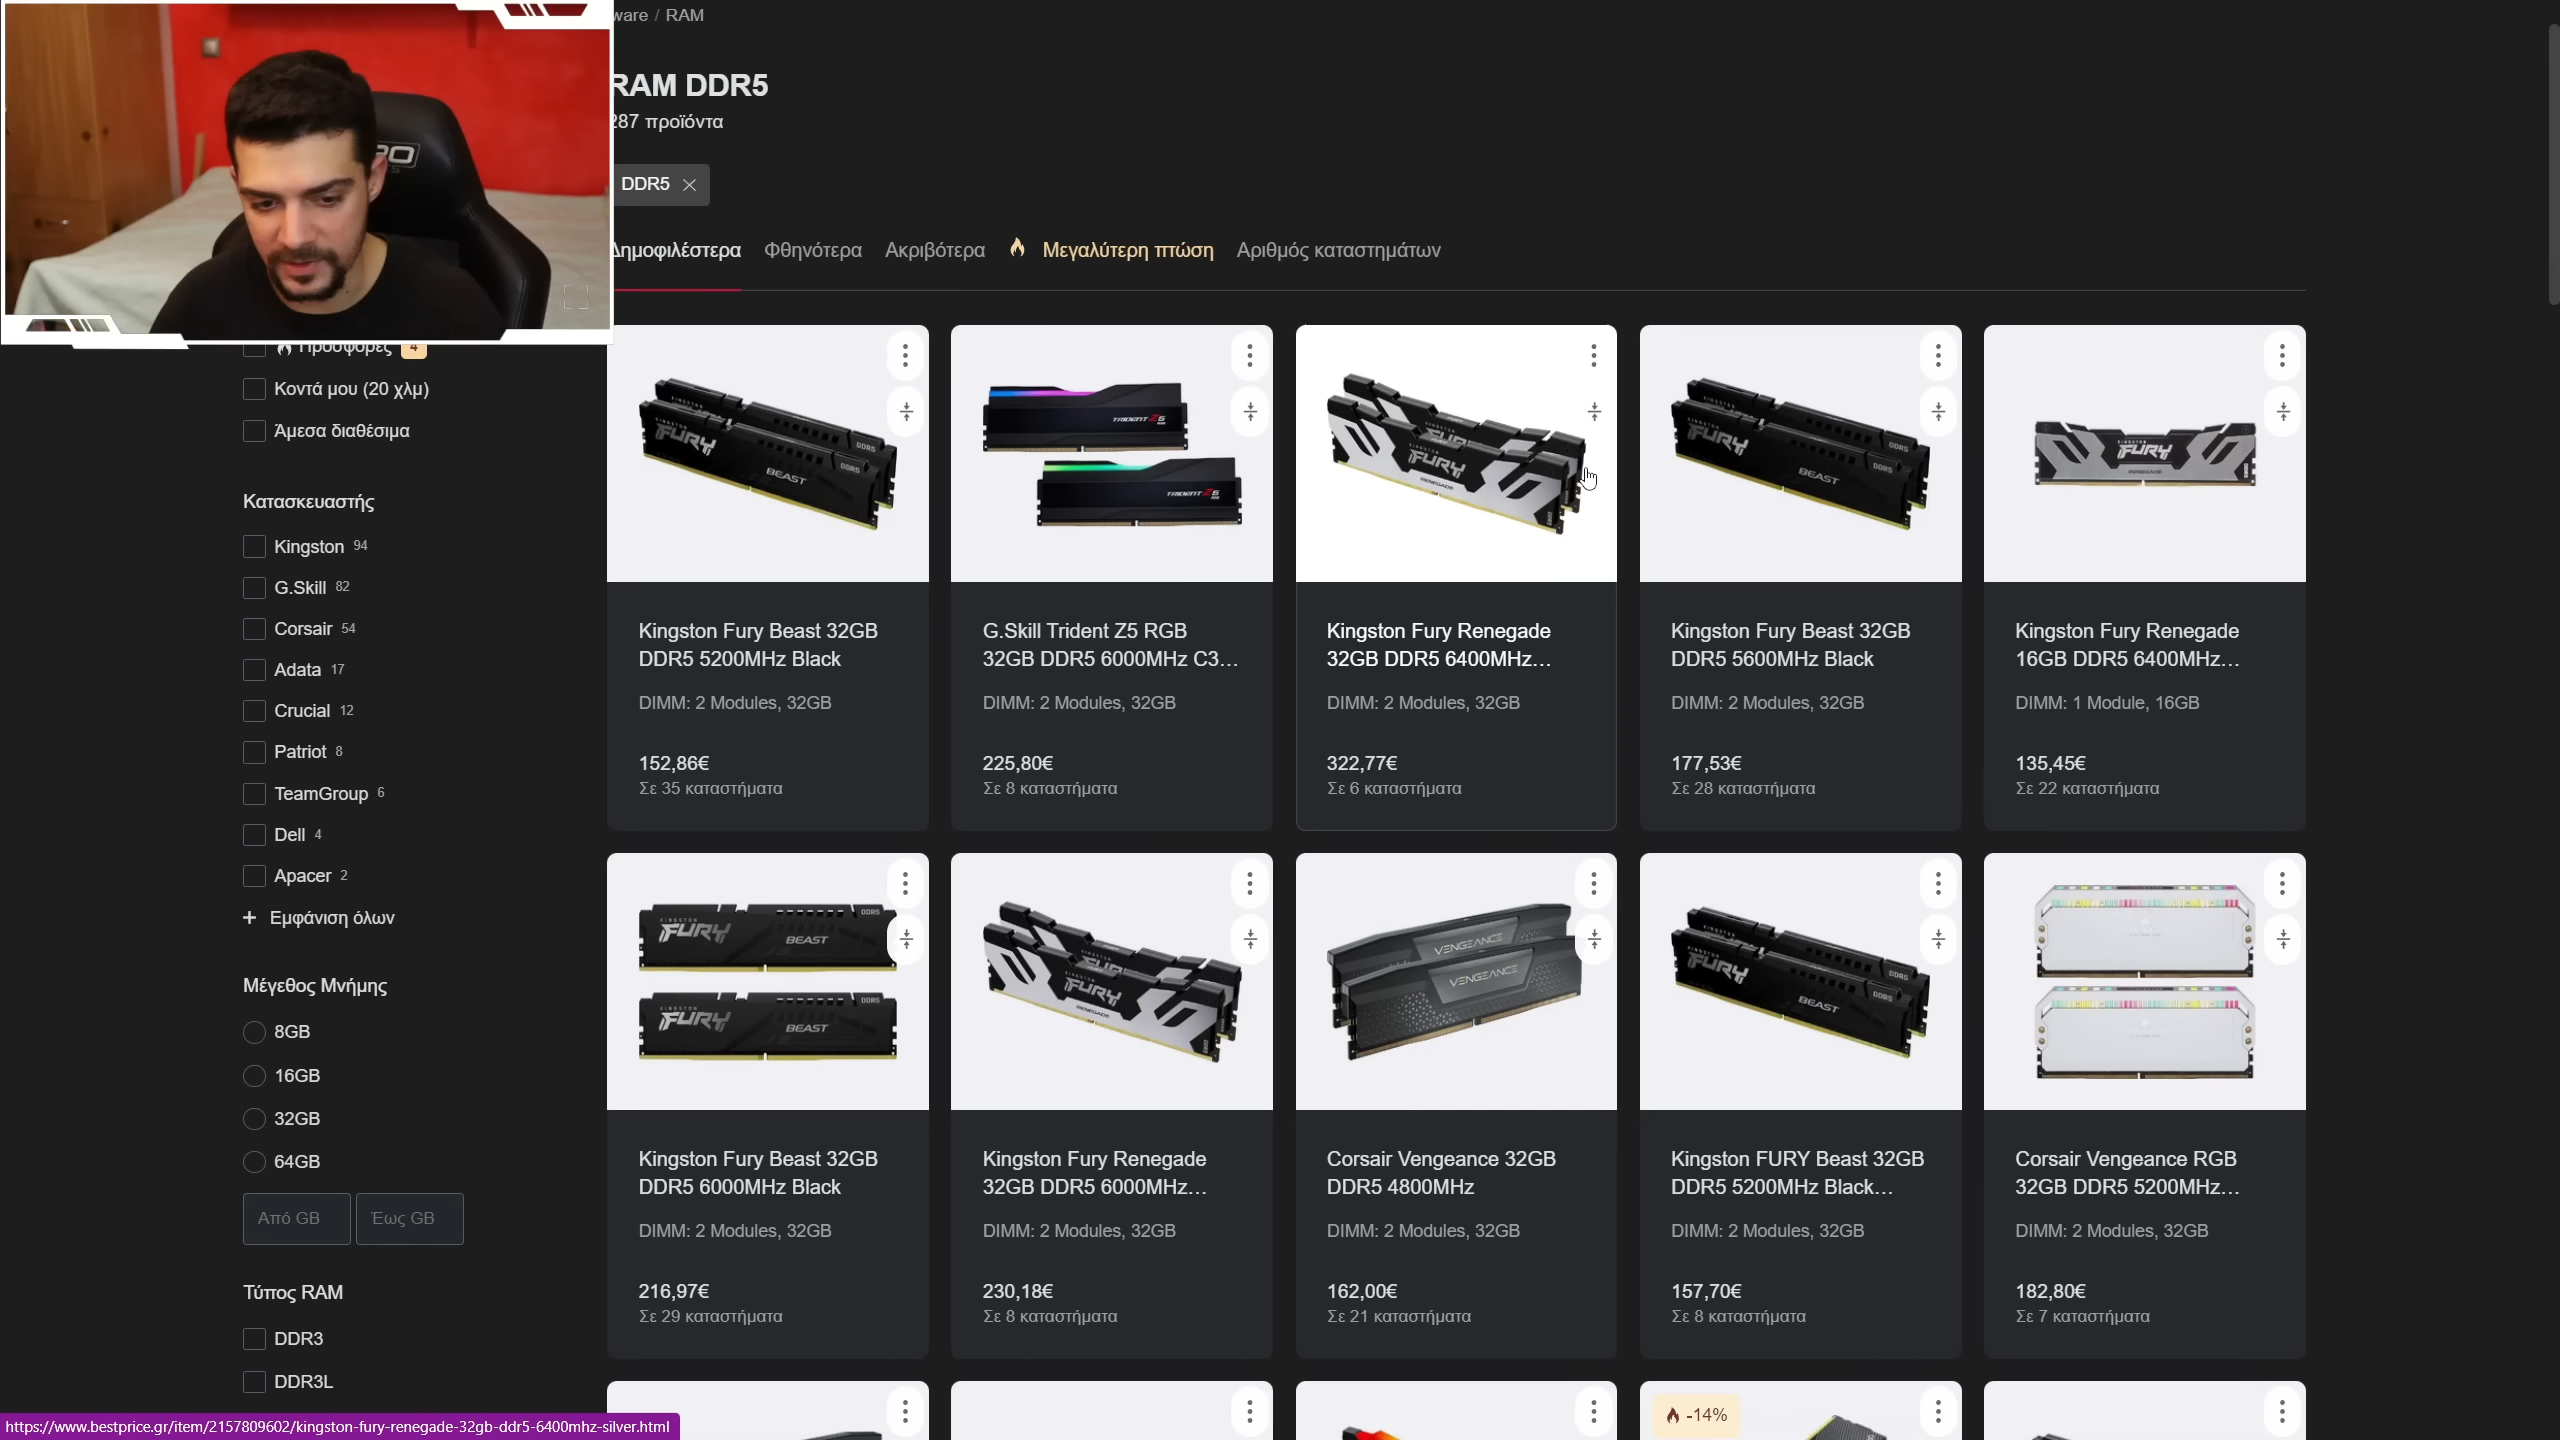 ware / RAM
RAM DDR5
287 προϊόντα
DDR5
Δημοφιλέστερα Φθηνότερα Ακριβότερα Μεγαλύτερη πτώση Αριθμός καταστημάτων
Προσφορές 4
Κοντά μου (20 χλμ)
Άμεσα διαθέσιμα
Κατασκευαστής
Kingston 94
G.Skill 82
Corsair 54
Adata 17
Crucial 12
Patriot 8
TeamGroup 6
Dell 4
Apacer 2
+ Εμφάνιση όλων
Μέγεθος Μνήμης
8GB
16GB
32GB
64GB
Από GB Έως GB
Τύπος RAM
DDR3
DDR3L
Kingston Fury Beast 32GB
DDR5 5200MHz Black
DIMM: 2 Modules, 32GB
152,86€
Σε 35 καταστήματα
G.Skill Trident Z5 RGB
32GB DDR5 6000MHz C3...
DIMM: 2 Modules, 32GB
225,80€
Σε 8 καταστήματα
Kingston Fury Renegade
32GB DDR5 6400MHz...
DIMM: 2 Modules, 32GB
322,77€
Σε 6 καταστήματα
Kingston Fury Beast 32GB
DDR5 5600MHz Black
DIMM: 2 Modules, 32GB
177,53€
Σε 28 καταστήματα
Kingston Fury Renegade
16GB DDR5 6400MHz...
DIMM: 1 Module, 16GB
135,45€
Σε 22 καταστήματα
Kingston Fury Beast 32GB
DDR5 6000MHz Black
DIMM: 2 Modules, 32GB
216,97€
Σε 29 καταστήματα
Kingston Fury Renegade
32GB DDR5 6000MHz...
DIMM: 2 Modules, 32GB
230,18€
Σε 8 καταστήματα
Corsair Vengeance 32GB
DDR5 4800MHz
DIMM: 2 Modules, 32GB
162,00€
Σε 21 καταστήματα
Kingston FURY Beast 32GB
DDR5 5200MHz Black...
DIMM: 2 Modules, 32GB
157,70€
Σε 8 καταστήματα
Corsair Vengeance RGB
32GB DDR5 5200MHz...
DIMM: 2 Modules, 32GB
182,80€
Σε 7 καταστήματα
-14%
https://www.bestprice.gr/item/2157809602/kingston-fury-renegade-32gb-ddr5-6400mhz-silver.html